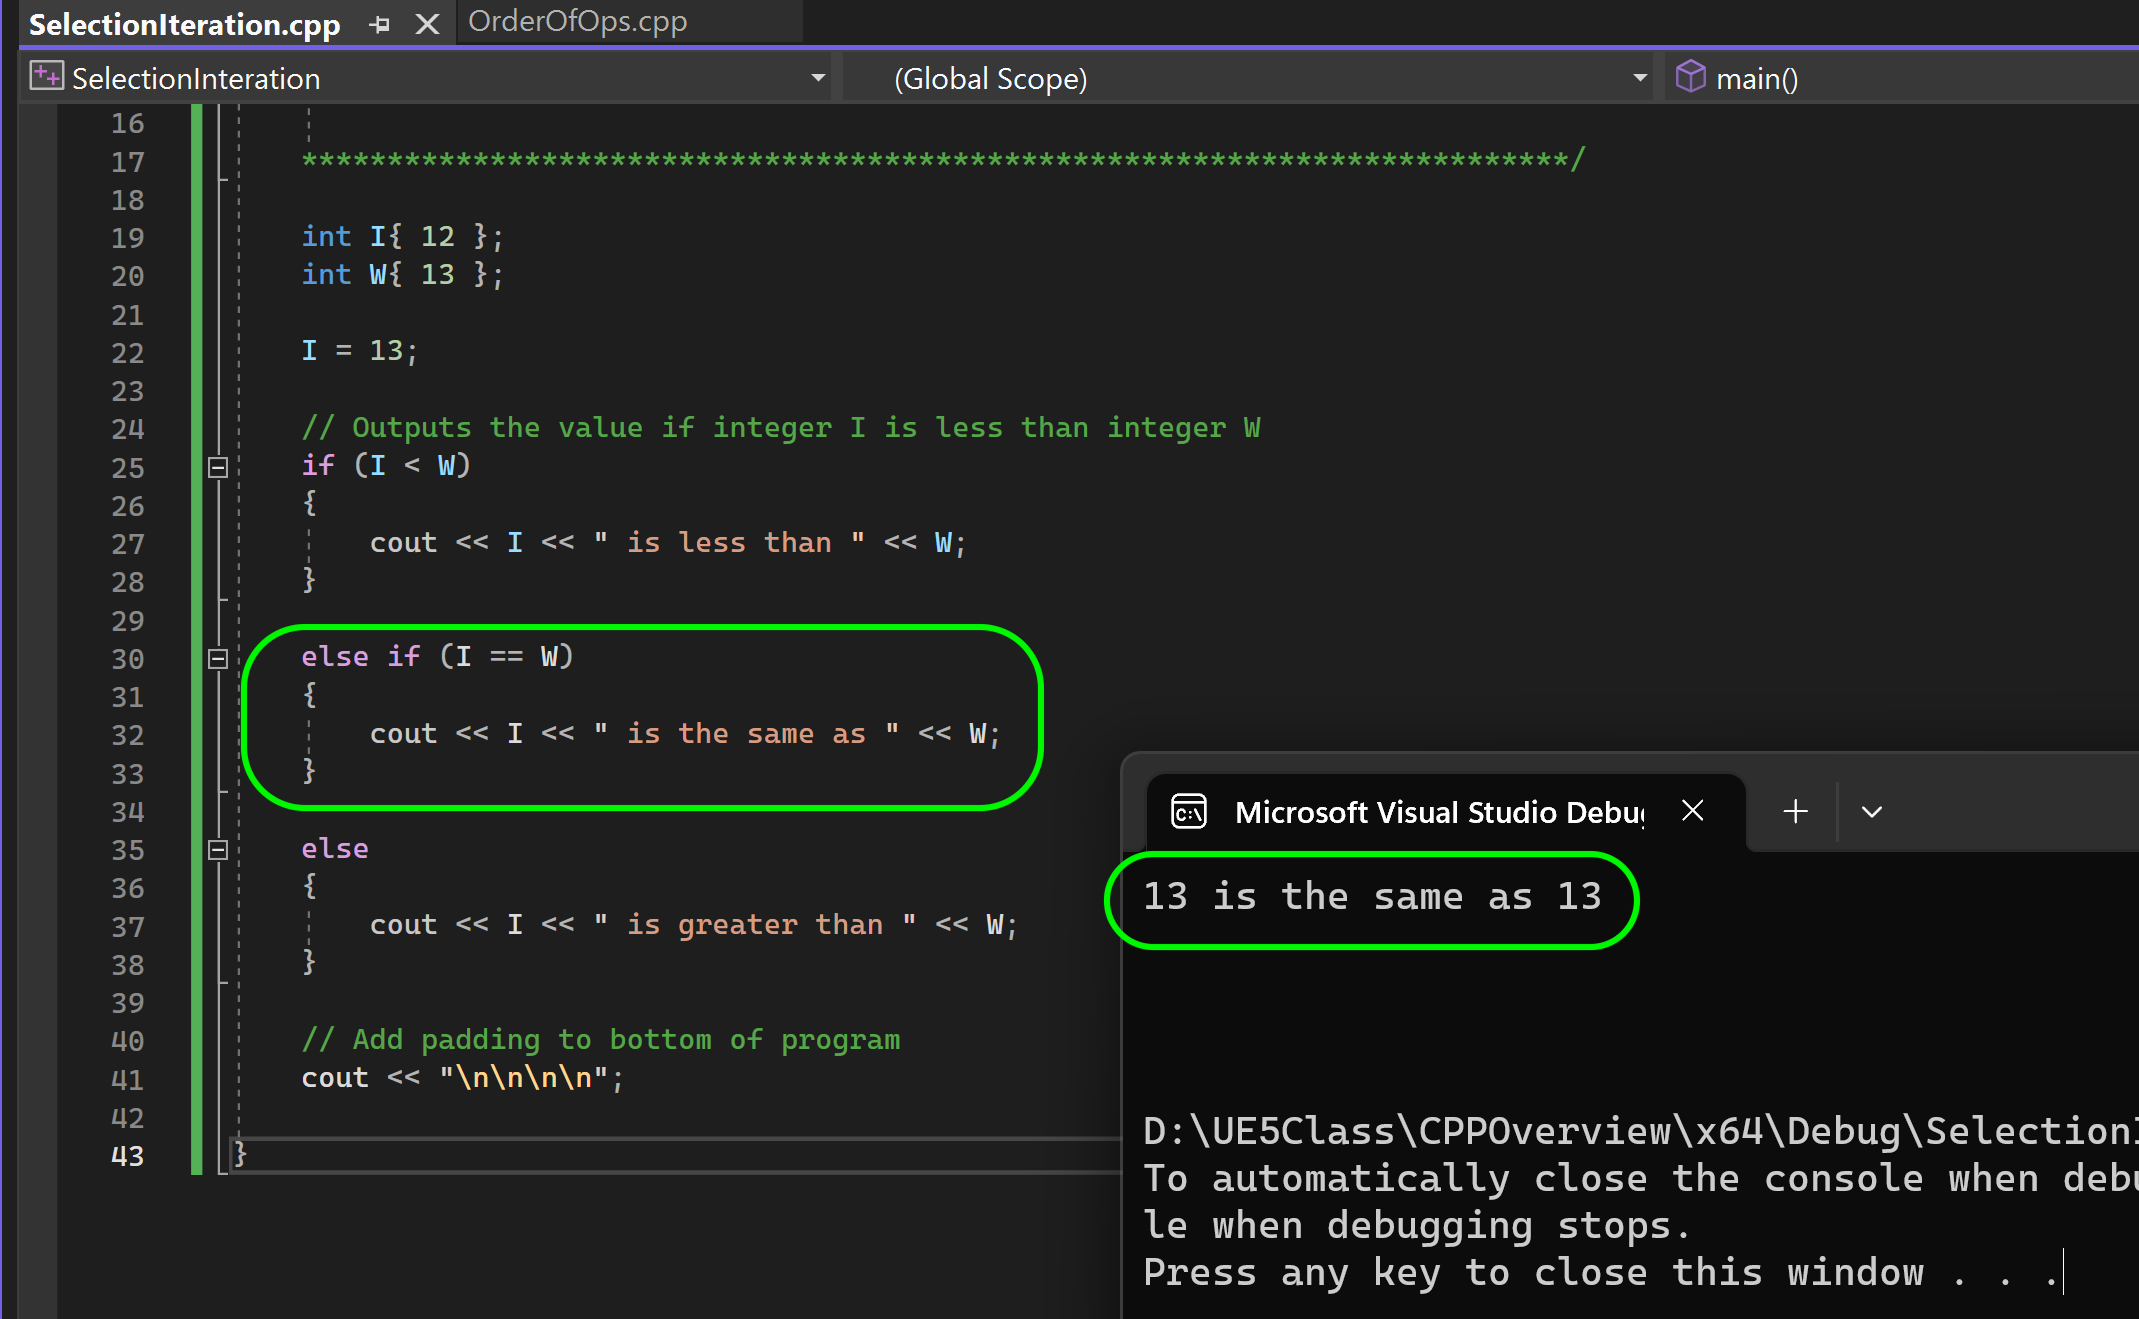 SelectionIteration.cpp
OrderOfOps.cpp
SelectionInteration
(Global Scope)
main()
16
17 ***************************************************************************/
18
19 int I{ 12 };
20 int W{ 13 };
21
22 I = 13;
23
24 // Outputs the value if integer I is less than integer W
25 if (I < W)
26 {
27 cout << I << " is less than " << W;
28 }
29
30 else if (I == W)
31 {
32 cout << I << " is the same as " << W;
33 }
34
35 else
36 {
37 cout << I << " is greater than " << W;
38 }
39
40 // Add padding to bottom of program
41 cout << "\n\n\n\n";
42
43 }
Microsoft Visual Studio Debu
13 is the same as 13
D:\UE5Class\CPPOverview\x64\Debug\Selection
To automatically close the console when deb
le when debugging stops.
Press any key to close this window . . .